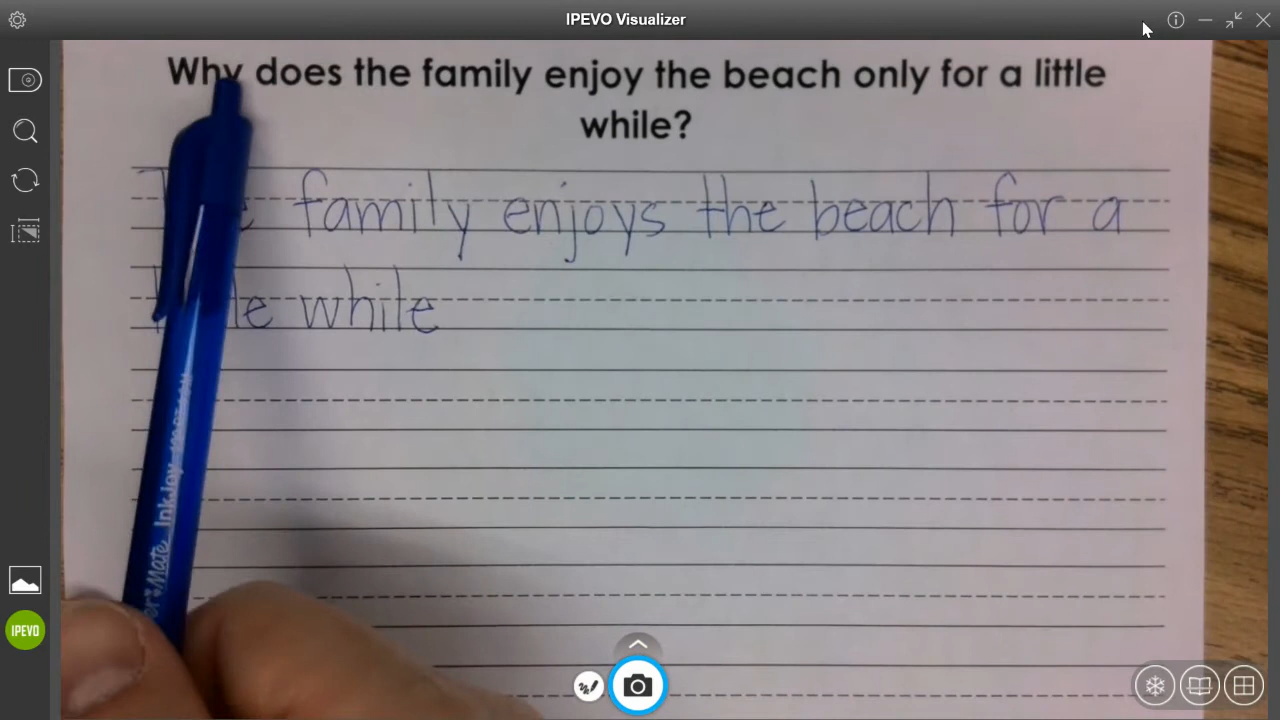 IPEVO Visualizer
Why does the family enjoy the beach only for a little
while?
family enjoys the beach for a
while
InkJoy
IPEVO